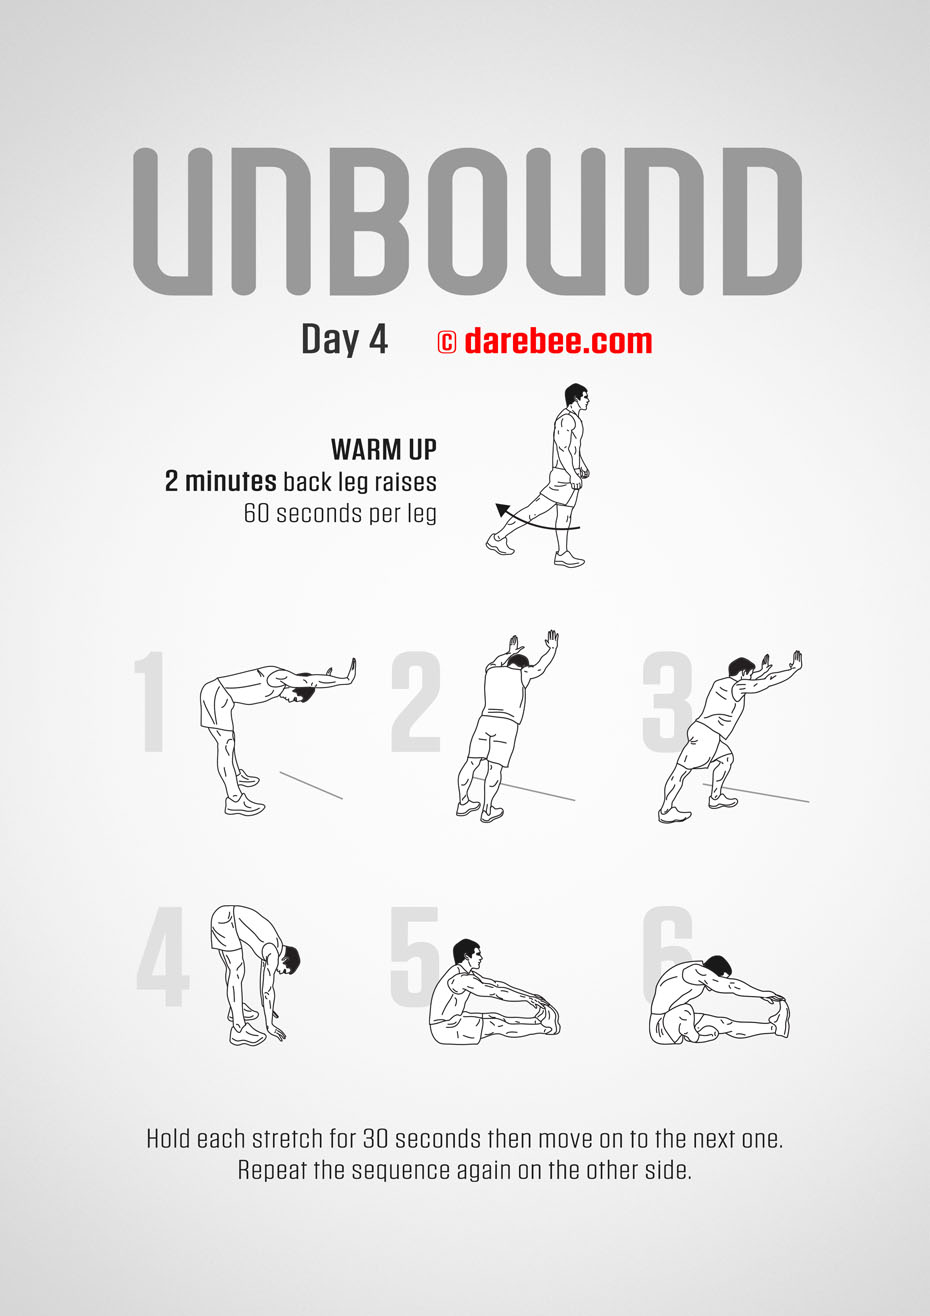 UNBOUND
Day 4 © darebee.com
WARM UP
2 minutes back leg raises
60 seconds per leg
1 2 3
4 5 6
Hold each stretch for 30 seconds then move on to the next one.
Repeat the sequence again on the other side.